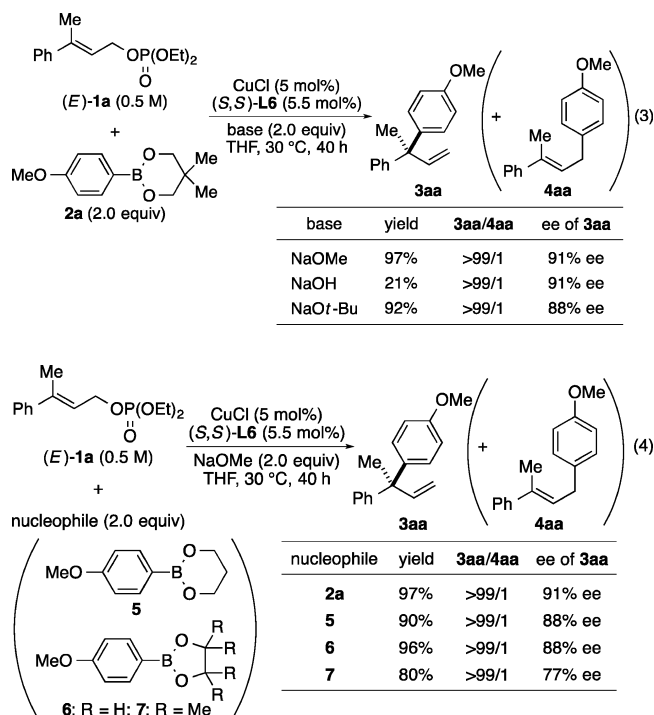 Me
Ph
OP(OEt)2
O
(E)-1a (0.5 M)
+
MeO
B
O
O
Me
Me
2a (2.0 equiv)
CuCl (5 mol%)
(S,S)-L6 (5.5 mol%)
base (2.0 equiv)
THF, 30 °C, 40 h
OMe
Me
Ph
3aa
+
OMe
Me
Ph
4aa
(3)
base yield 3aa/4aa ee of 3aa
NaOMe 97% >99/1 91% ee
NaOH 21% >99/1 91% ee
NaOt-Bu 92% >99/1 88% ee
Me
Ph
OP(OEt)2
O
(E)-1a (0.5 M)
+
nucleophile (2.0 equiv)
MeO
B
O
O
5
MeO
B
O
O
R
R
R
R
6: R = H; 7: R = Me
CuCl (5 mol%)
(S,S)-L6 (5.5 mol%)
NaOMe (2.0 equiv)
THF, 30 °C, 40 h
OMe
Me
Ph
3aa
+
OMe
Me
Ph
4aa
(4)
nucleophile yield 3aa/4aa ee of 3aa
2a 97% >99/1 91% ee
5 90% >99/1 88% ee
6 96% >99/1 88% ee
7 80% >99/1 77% ee